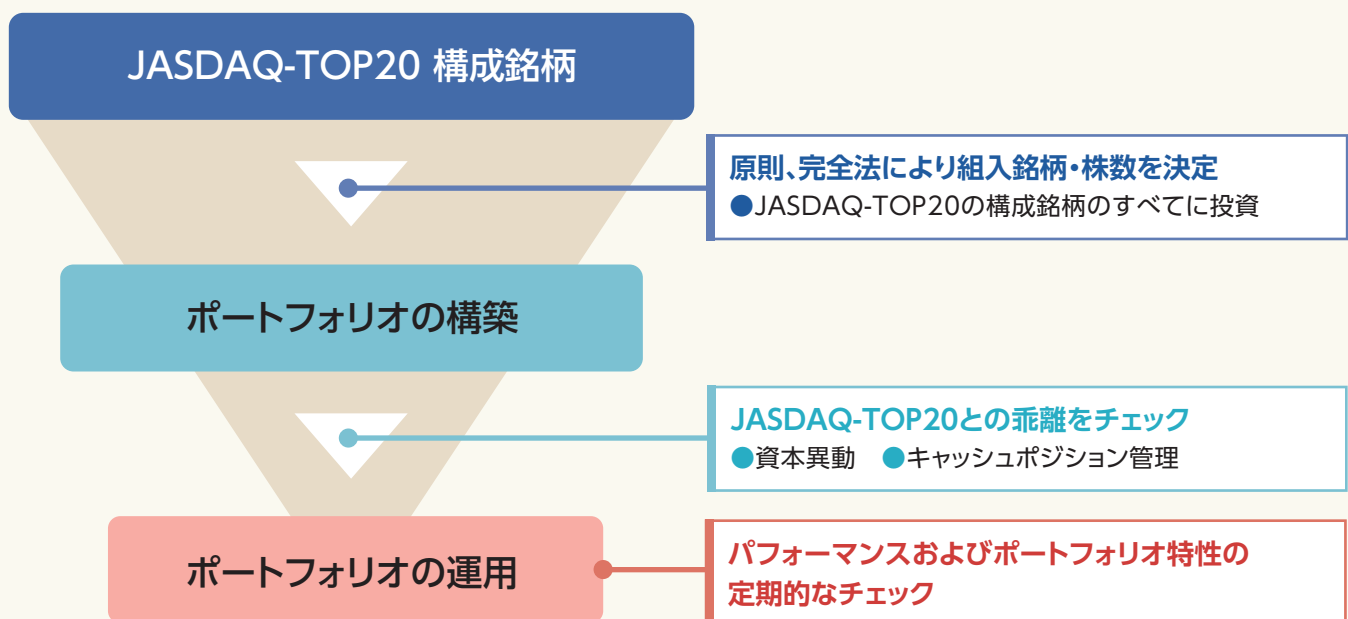 JASDAQ-TOP20 構成銘柄
原則、完全法により組入銘柄・株数を決定
●JASDAQ-TOP20の構成銘柄のすべてに投資
ポートフォリオの構築
JASDAQ-TOP20との乖離をチェック
●資本異動　●キャッシュポジション管理
ポートフォリオの運用
パフォーマンスおよびポートフォリオ特性の
定期的なチェック